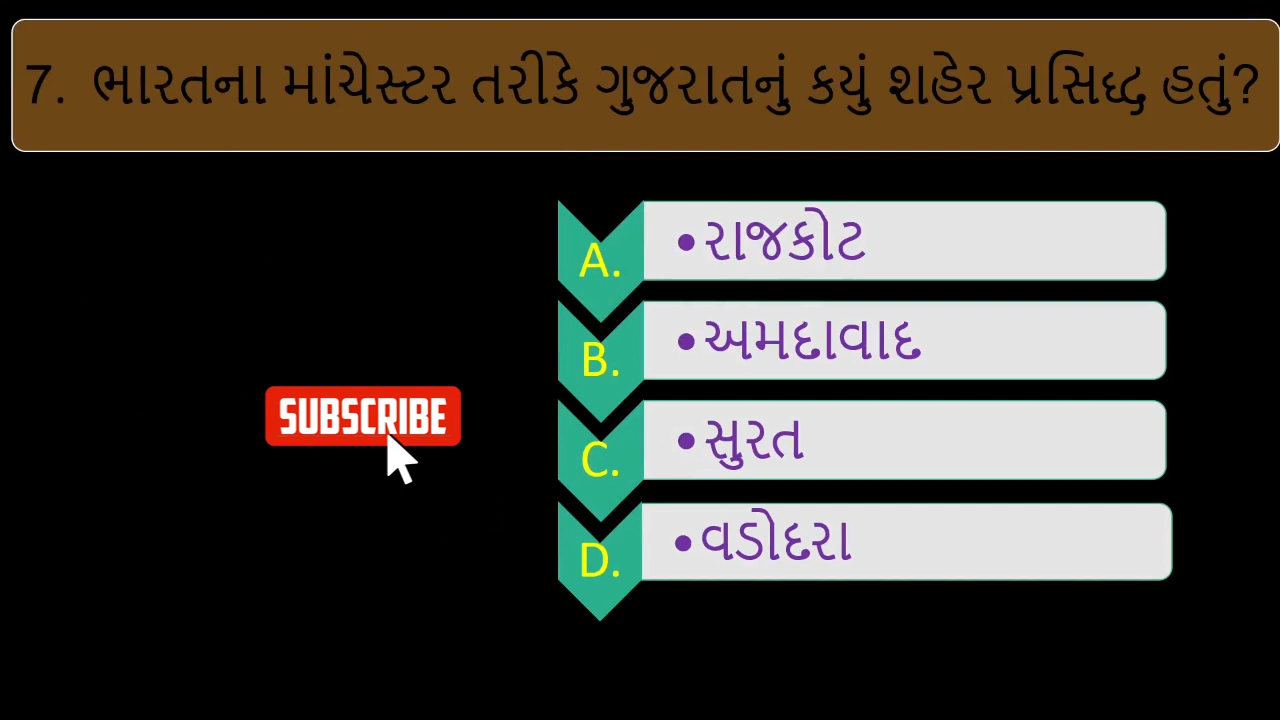 7. ભારતના માંચેસ્ટર તરીકે ગુજરાતનું કયું શહેર પ્રસિદ્ધ હતું?
A. •રાજકોટ
B. •અમદાવાદ
C. •સુરત
D. •વડોદરા
SUBSCRIBE